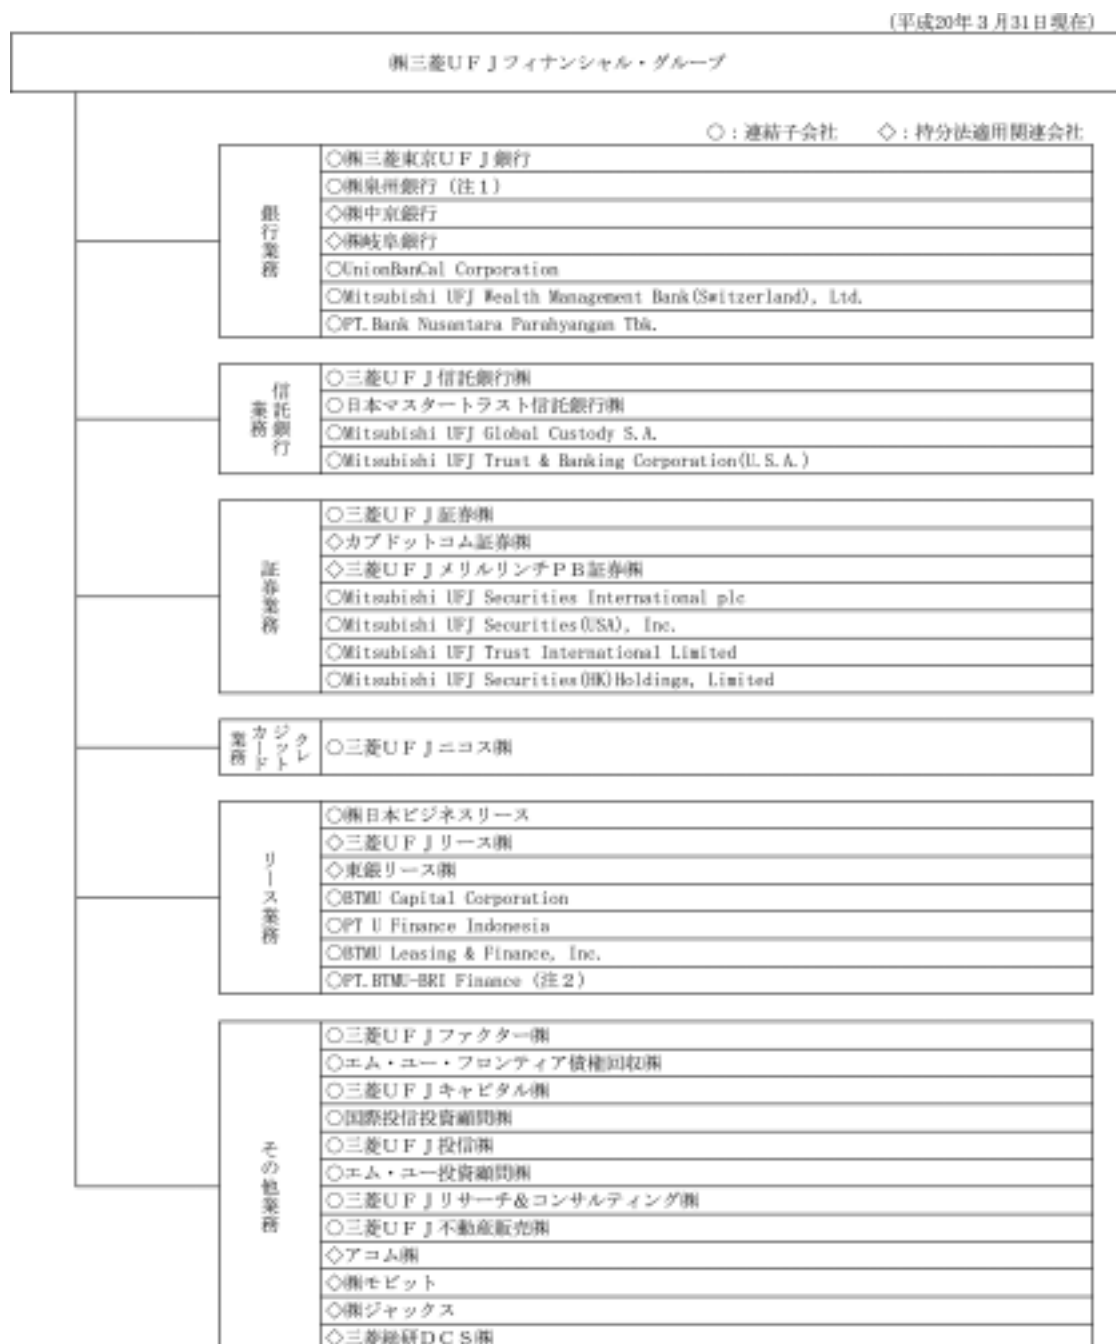 (平成20年３月31日現在)
㈱三菱ＵＦＪフィナンシャル・グループ
○：連結子会社　◇：持分法適用関連会社
銀行業務
○㈱三菱東京ＵＦＪ銀行
○㈱泉州銀行（注１）
◇㈱中京銀行
◇㈱岐阜銀行
○UnionBanCal Corporation
○Mitsubishi UFJ Wealth Management Bank(Switzerland), Ltd.
○PT.Bank Nusantara Parahyangan Tbk.
信託銀行
業務
○三菱ＵＦＪ信託銀行㈱
○日本マスタートラスト信託銀行㈱
○Mitsubishi UFJ Global Custody S.A.
○Mitsubishi UFJ Trust & Banking Corporation(U.S.A.)
証券業務
○三菱ＵＦＪ証券㈱
◇カブドットコム証券㈱
◇三菱ＵＦＪメリルリンチＰＢ証券㈱
○Mitsubishi UFJ Securities International plc
○Mitsubishi UFJ Securities(USA), Inc.
○Mitsubishi UFJ Trust International Limited
○Mitsubishi UFJ Securities(HK)Holdings, Limited
クレ
ジット
カード
業務
○三菱ＵＦＪニコス㈱
リース業務
○㈱日本ビジネスリース
◇三菱ＵＦＪリース㈱
◇東銀リース㈱
○BTMU Capital Corporation
○PT U Finance Indonesia
○BTMU Leasing & Finance, Inc.
○PT.BTMU-BRI Finance（注２）
その他業務
○三菱ＵＦＪファクター㈱
○エム・ユー・フロンティア債権回収㈱
○三菱ＵＦＪキャピタル㈱
○国際投信投資顧問㈱
○三菱ＵＦＪ投信㈱
○エム・ユー投資顧問㈱
○三菱ＵＦＪリサーチ＆コンサルティング㈱
○三菱ＵＦＪ不動産販売㈱
◇アコム㈱
◇㈱モビット
◇㈱ジャックス
◇三菱総研ＤＣＳ㈱